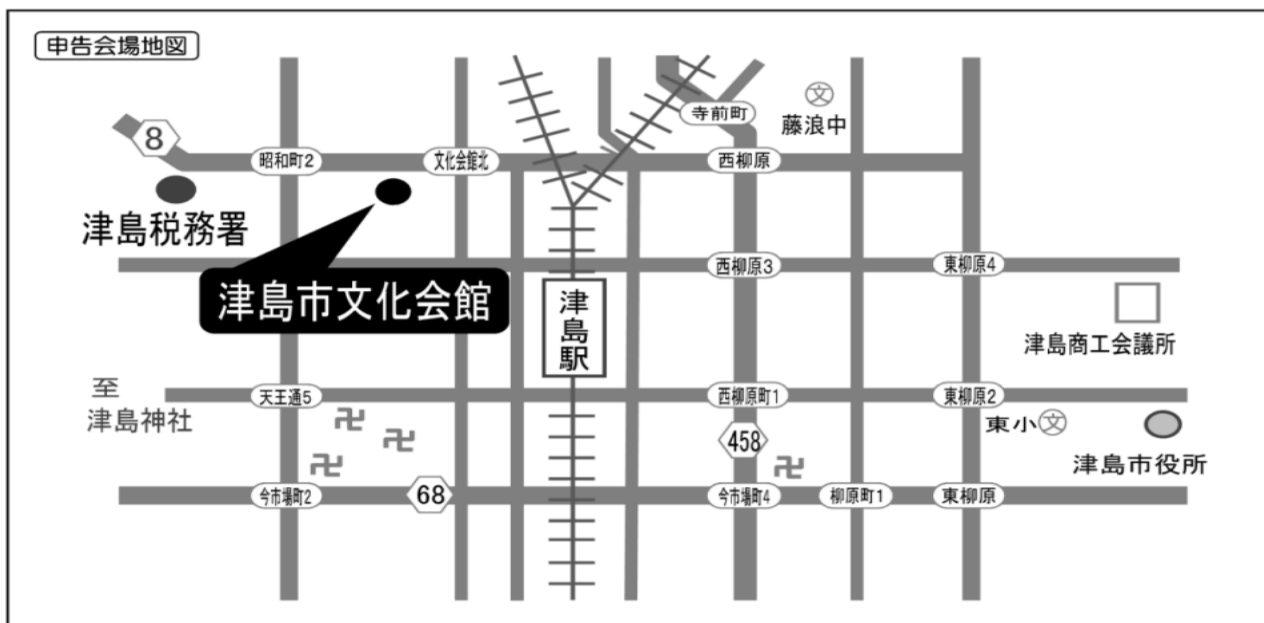 申告会場地図
文
寺前町
藤浪中
8
昭和町2
文化会館北
西柳原
津島税務署
西柳原3
東柳原4
津島市文化会館
津島駅
津島商工会議所
至
津島神社
天王通5
西柳原町1
東柳原2
東小文
458
津島市役所
今市場町2
68
今市場町4
柳原町1
東柳原